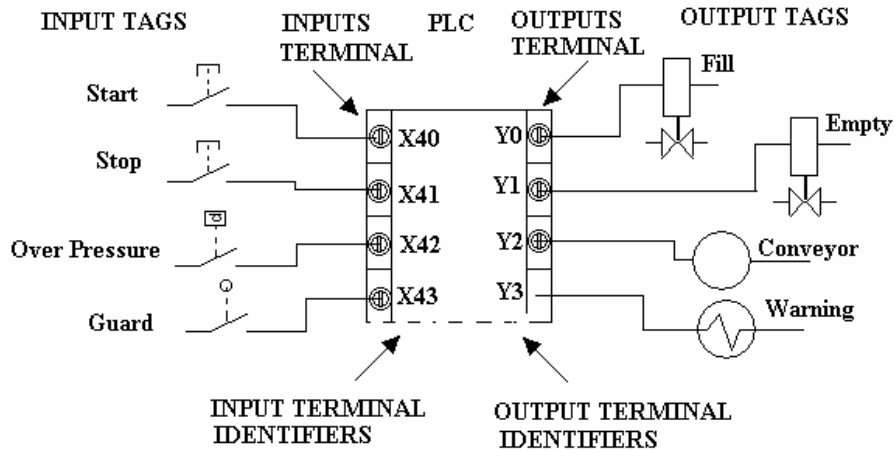 INPUT TAGS
INPUTS
TERMINAL
PLC
OUTPUTS
TERMINAL
OUTPUT TAGS
Start
Stop
Over Pressure
Guard
P
X40
X41
X42
X43
Y0
Y1
Y2
Y3
Fill
Empty
Conveyor
Warning
INPUT TERMINAL
IDENTIFIERS
OUTPUT TERMINAL
IDENTIFIERS